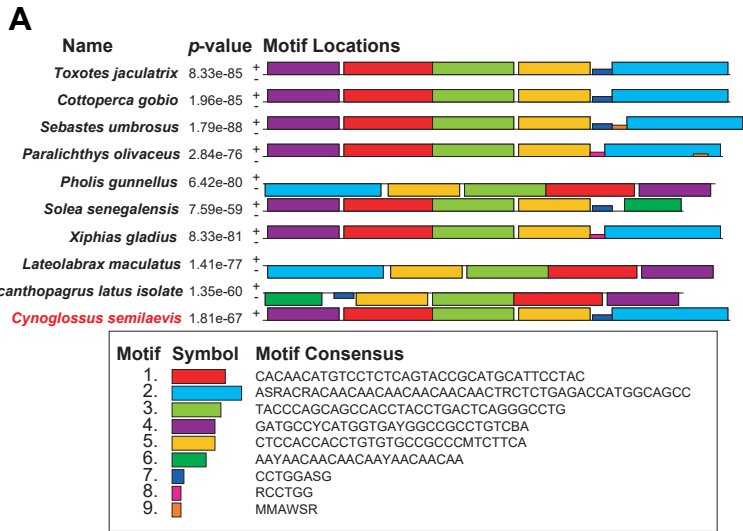 A
Name p-value Motif Locations
Toxotes jaculatrix 8.33e-85 + -
Cottoperca gobio 1.96e-85 + -
Sebastes umbrosus 1.79e-88 + -
Paralichthys olivaceus 2.84e-76 + -
Pholis gunnellus 6.42e-80 + -
Solea senegalensis 7.59e-59 + -
Xiphias gladius 8.33e-81 + -
Lateolabrax maculatus 1.41e-77 + -
canthopagrus latus isolate 1.35e-60 + -
Cynoglossus semilaevis 1.81e-67 + -
Motif Symbol Motif Consensus
1. CACAACATGTCCTCTCAGTACCGCATGCATTCCTAC
2. ASRACRACAACAACAACAACAACAACTRCTCTGAGACCATGGCAGCC
3. TACCCAGCAGCCACCTACCTGACTCAGGGCCTG
4. GATGCCYCATGGTGAYGGCCGCCTGTCBA
5. CTCCACCACCTGTGTGCCGCCCMTCTTCA
6. AAYAACAACAACAAYAACAACAA
7. CCTGGASG
8. RCCTGG
9. MMAWSR